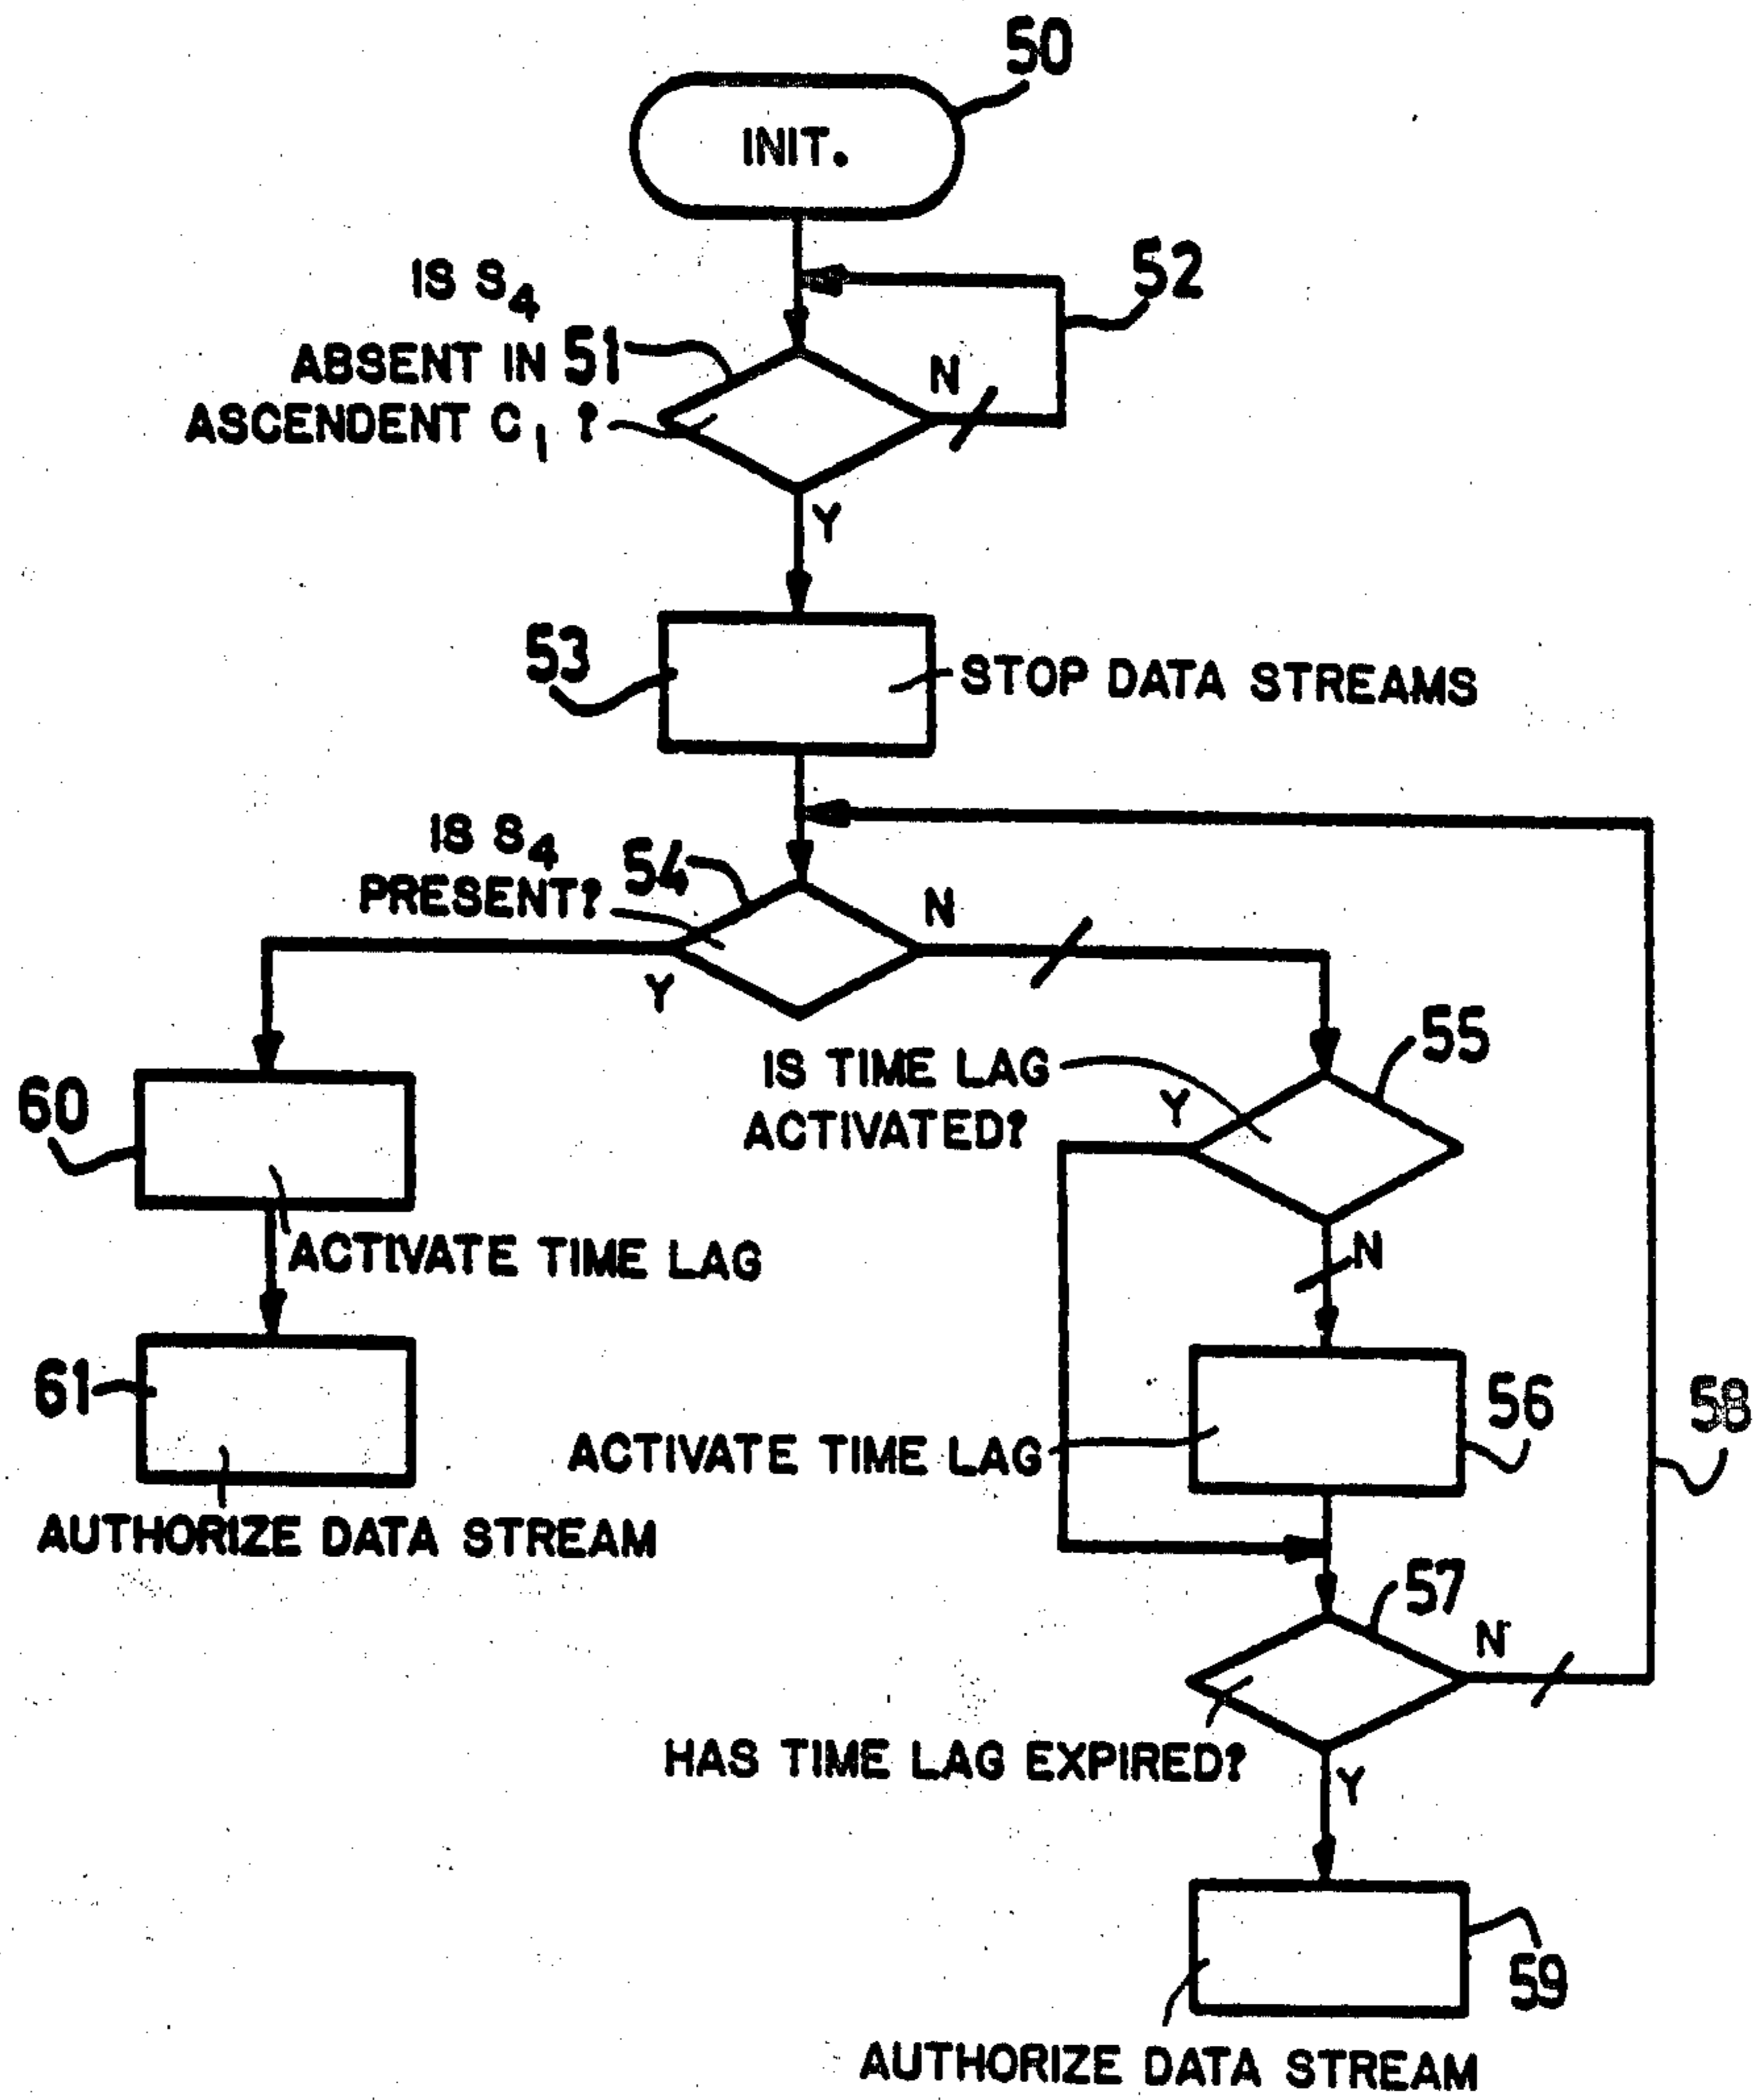 50
INIT.
52
IS S4
ABSENT IN 51
ASCENDENT C1 ?
N
Y
53
STOP DATA STREAMS
IS S4
PRESENT?
54
N
Y
55
IS TIME LAG
ACTIVATED?
Y
60
N
ACTIVATE TIME LAG
61
56
58
ACTIVATE TIME LAG
AUTHORIZE DATA STREAM
57
N
HAS TIME LAG EXPIRED?
Y
59
AUTHORIZE DATA STREAM